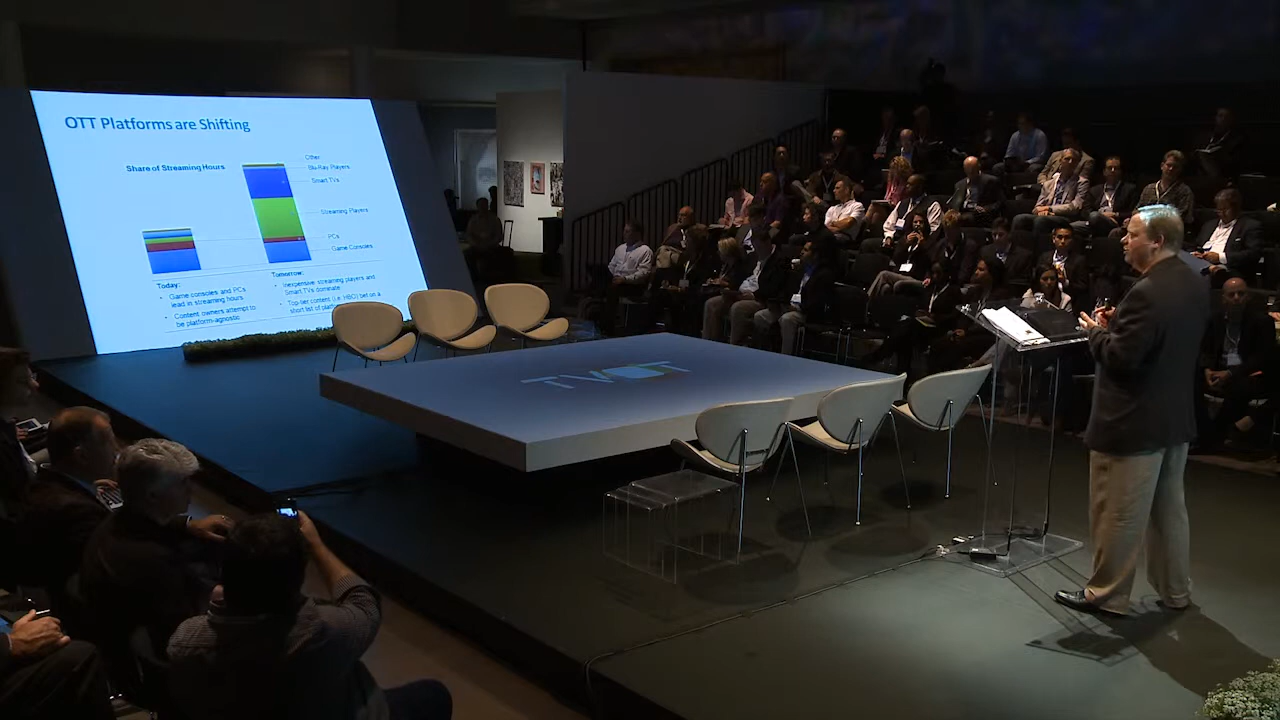 OTT Platforms are Shifting
Share of Streaming Hours
Other
Blu-Ray Players
Smart TVs
Streaming Players
PCs
Game Consoles
Today:
• Game consoles and PCs
lead in streaming hours
• Content owners attempt to
be platform-agnostic
Tomorrow:
• Inexpensive streaming players and
Smart TVs dominate
• Top-tier content (i.e. HBO) bet on a
short list of platforms
TVOT